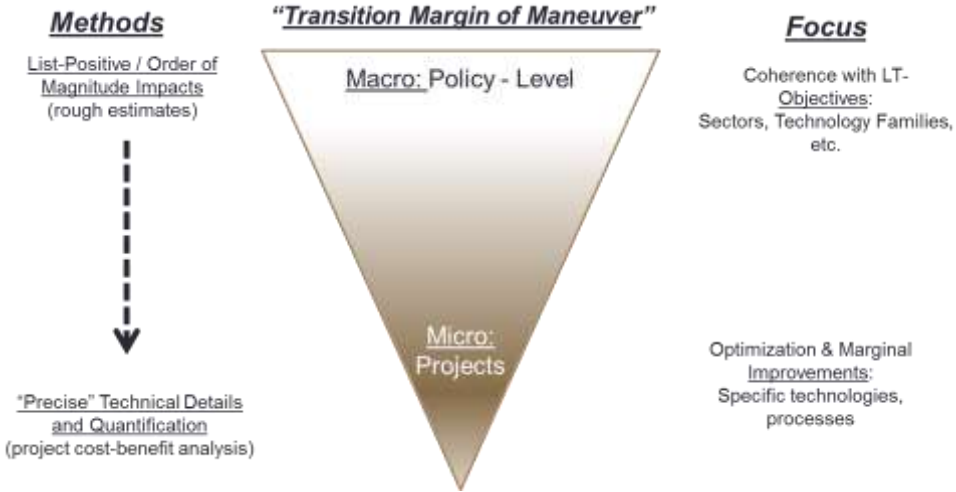 Methods
List-Positive / Order of
Magnitude Impacts
(rough estimates)
"Precise" Technical Details
and Quantification
(project cost-benefit analysis)
"Transition Margin of Maneuver"
Macro: Policy - Level
Micro:
Projects
Focus
Coherence with LT-
Objectives:
Sectors, Technology Families,
etc.
Optimization & Marginal
Improvements:
Specific technologies,
processes